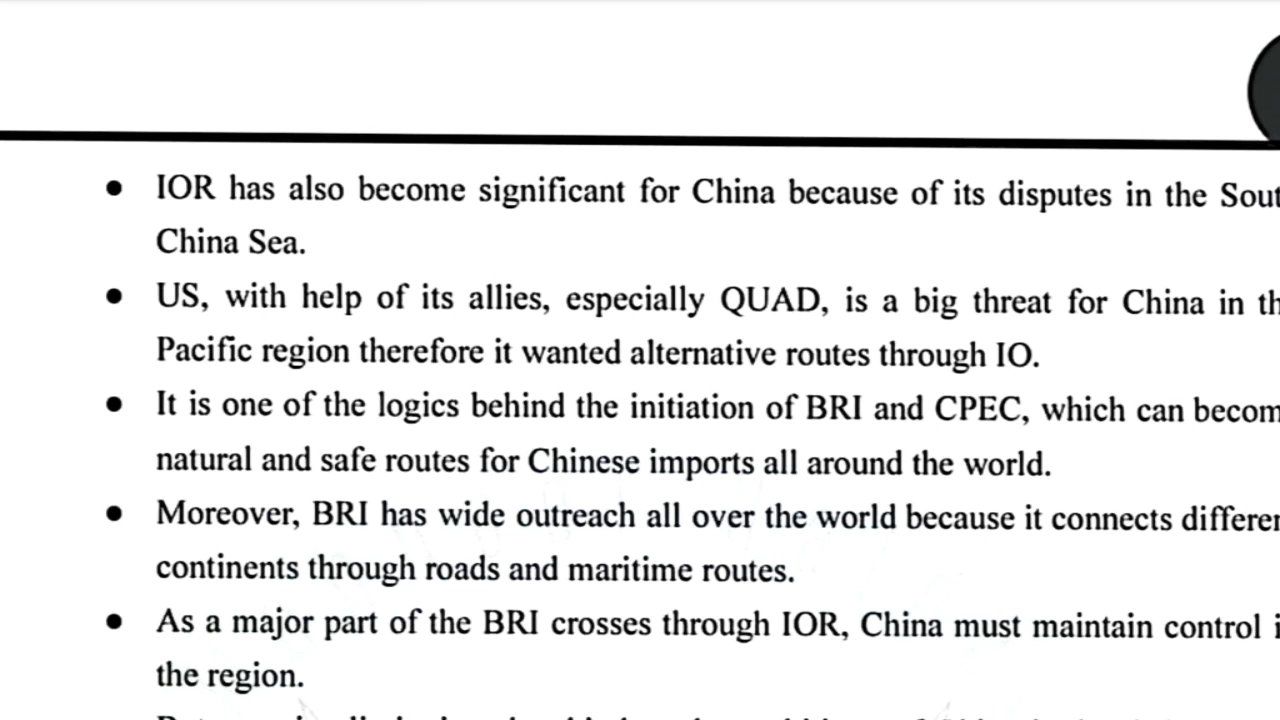 ● IOR has also become significant for China because of its disputes in the Sout
China Sea.
● US, with help of its allies, especially QUAD, is a big threat for China in th
Pacific region therefore it wanted alternative routes through IO.
● It is one of the logics behind the initiation of BRI and CPEC, which can becom
natural and safe routes for Chinese imports all around the world.
● Moreover, BRI has wide outreach all over the world because it connects differen
continents through roads and maritime routes.
● As a major part of the BRI crosses through IOR, China must maintain control i
the region.